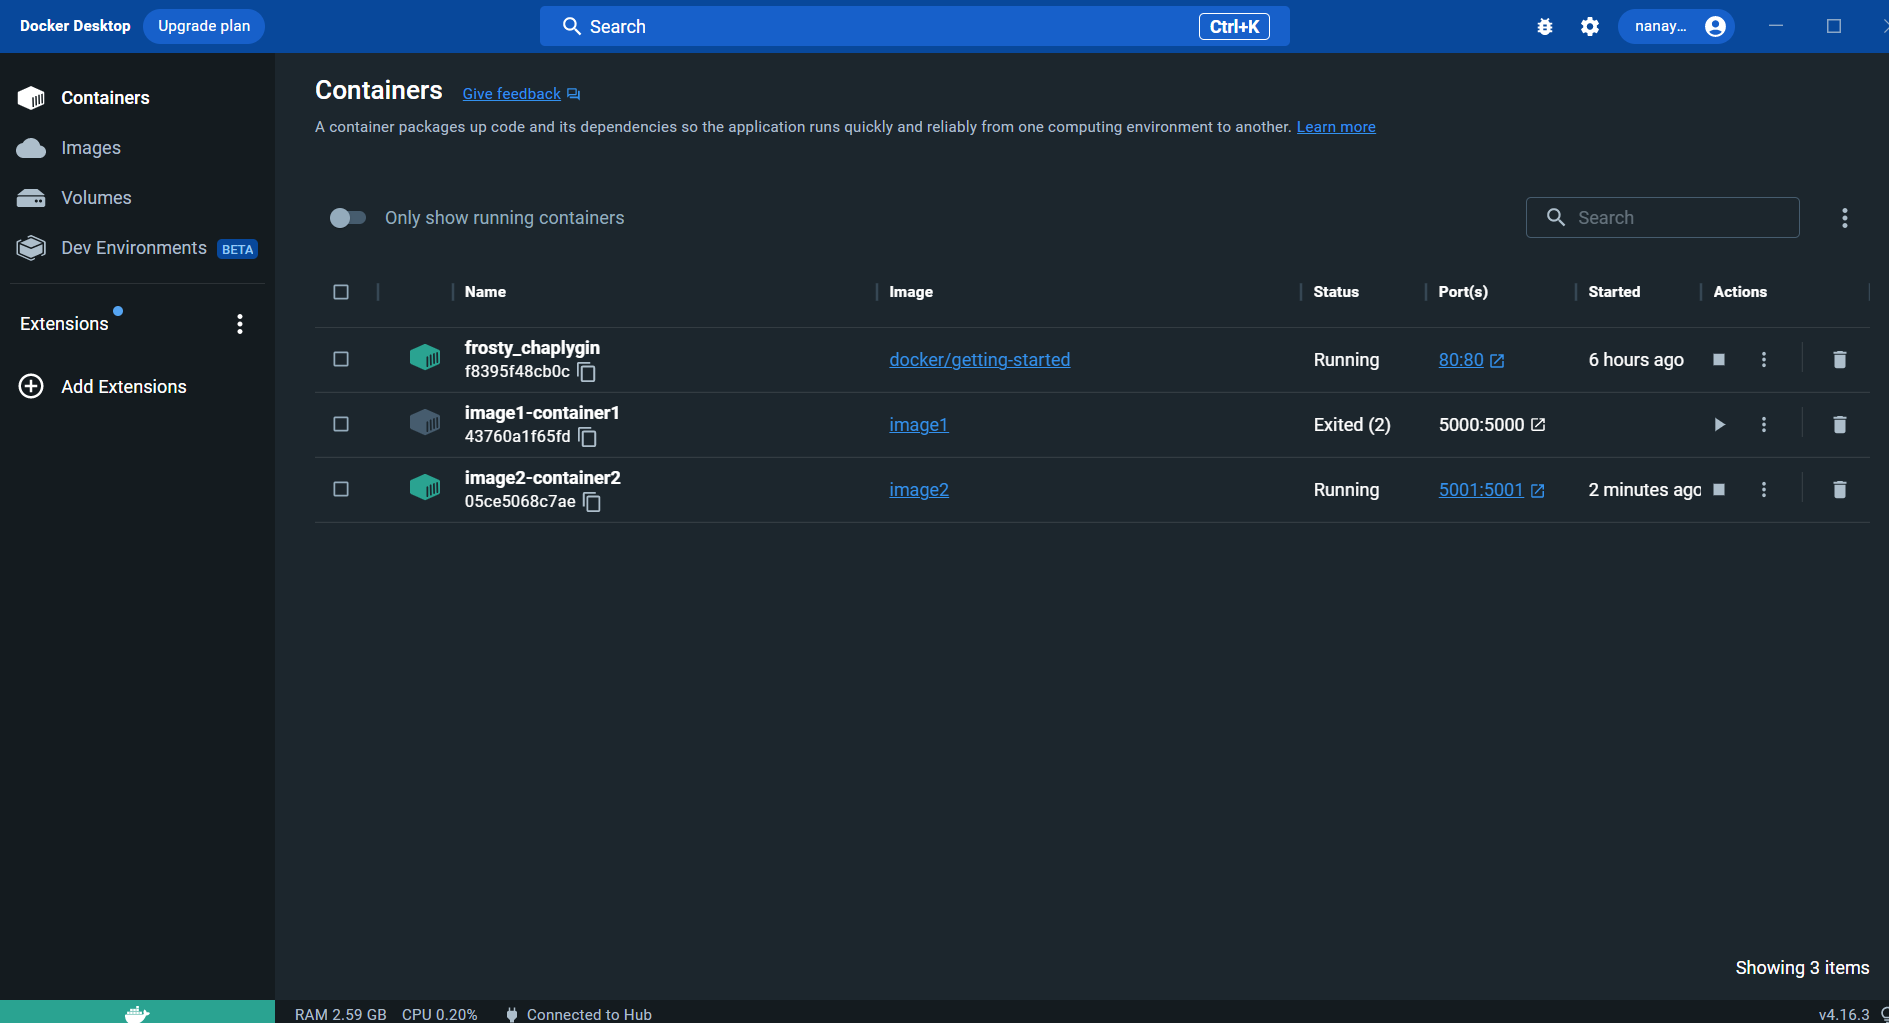 Docker Desktop Upgrade plan Search Ctrl+K nanay...
Containers
Images
Volumes
Dev Environments BETA
Extensions
Add Extensions
Containers Give feedback
A container packages up code and its dependencies so the application runs quickly and reliably from one computing environment to another. Learn more
Only show running containers Search
Name Image Status Port(s) Started Actions
frosty_chaplygin
f8395f48cb0c
docker/getting-started Running 80:80 6 hours ago
image1-container1
43760a1f65fd
image1 Exited (2) 5000:5000
image2-container2
05ce5068c7ae
image2 Running 5001:5001 2 minutes ago
Showing 3 items
RAM 2.59 GB CPU 0.20% Connected to Hub v4.16.3